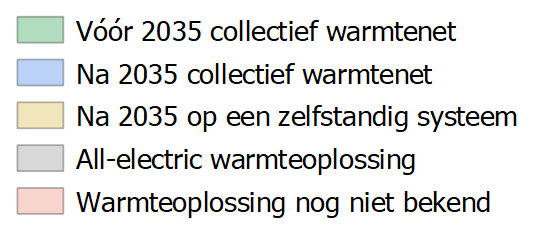 Vóór 2035 collectief warmtenet
Na 2035 collectief warmtenet
Na 2035 op een zelfstandig systeem
All-electric warmteoplossing
Warmteoplossing nog niet bekend